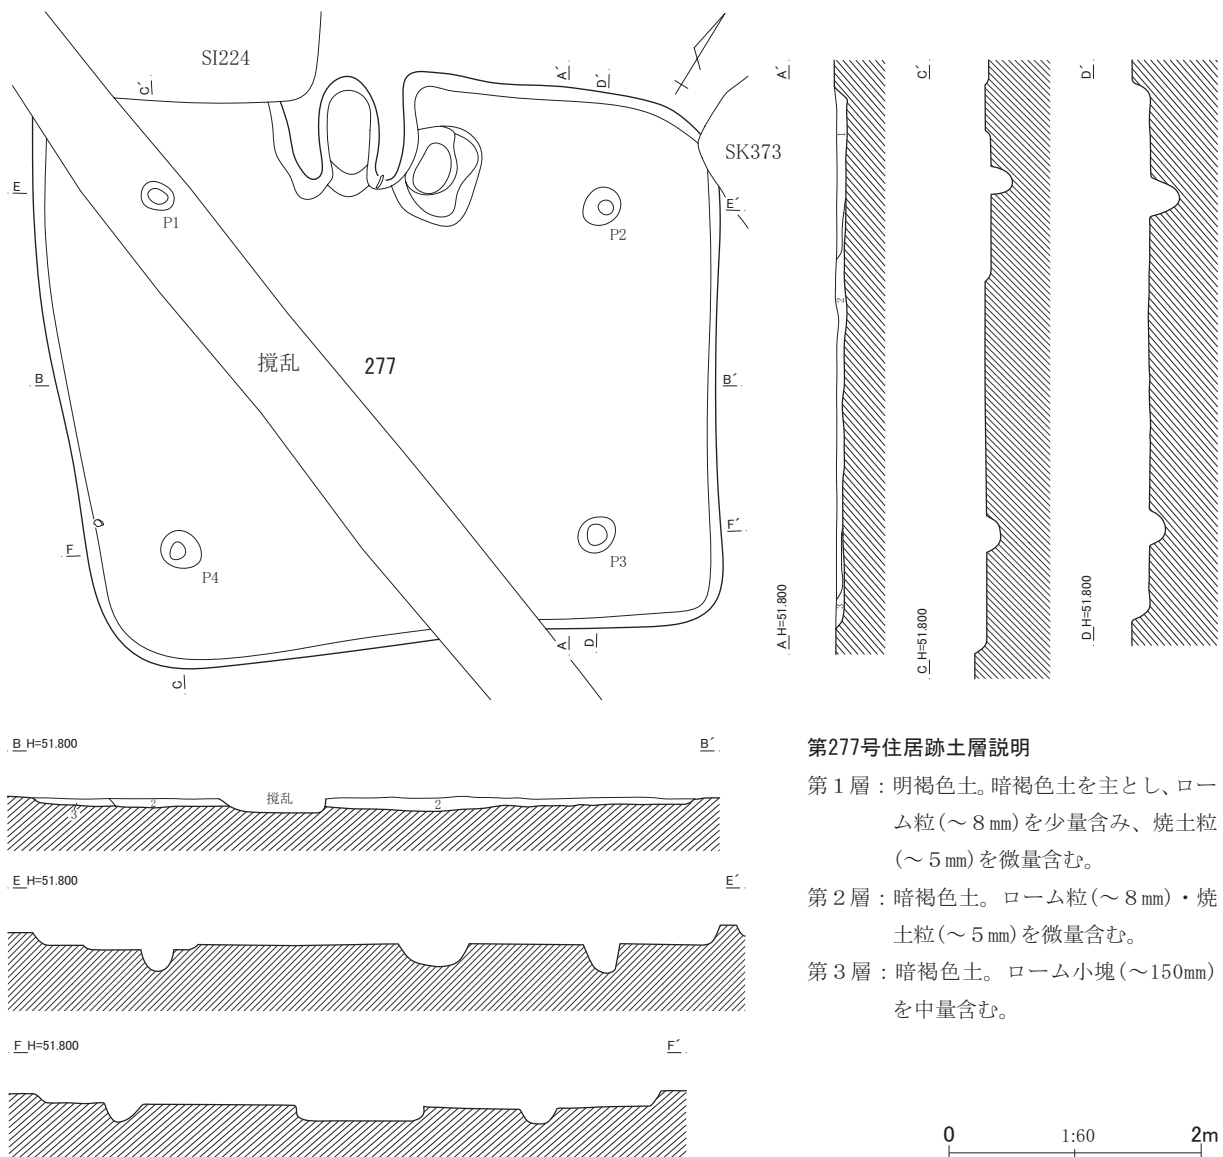 SI224
C´
A´
D´
A´
C´
D´
SK373
E
E´
P1
P2
撹乱
277
B
B´
F
F´
P4
P3
A
D
C
A H=51.800
C H=51.800
D H=51.800
1
2
3
B H=51.800
B´
3
2
撹乱
2
E H=51.800
E´
F H=51.800
F´
第277号住居跡土層説明
第1層：明褐色土。暗褐色土を主とし、ロー
ム粒(～8㎜)を少量含み、焼土粒
(～5㎜)を微量含む。
第2層：暗褐色土。ローム粒(～8㎜)・焼
土粒(～5㎜)を微量含む。
第3層：暗褐色土。ローム小塊(～150㎜)
を中量含む。
0 1:60 2m